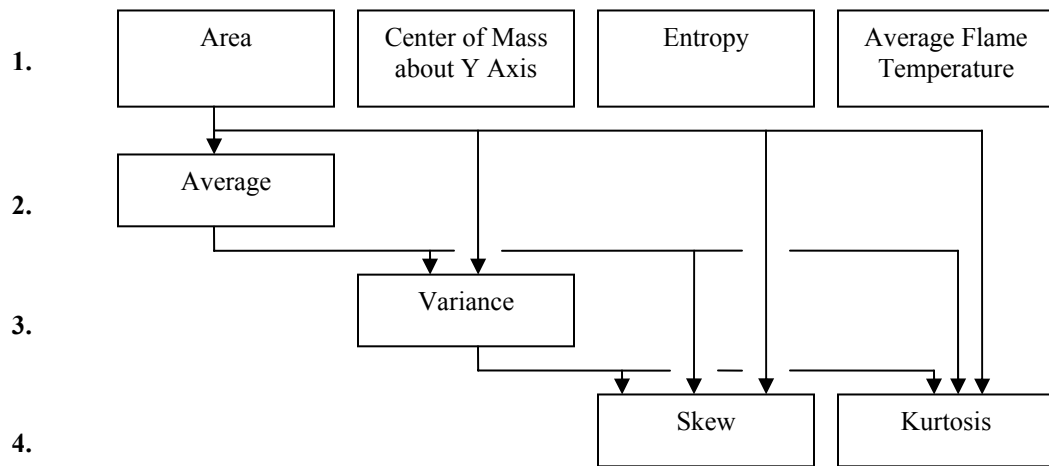 1.
Area
Center of Mass
about Y Axis
Entropy
Average Flame
Temperature
2.
Average
3.
Variance
4.
Skew
Kurtosis